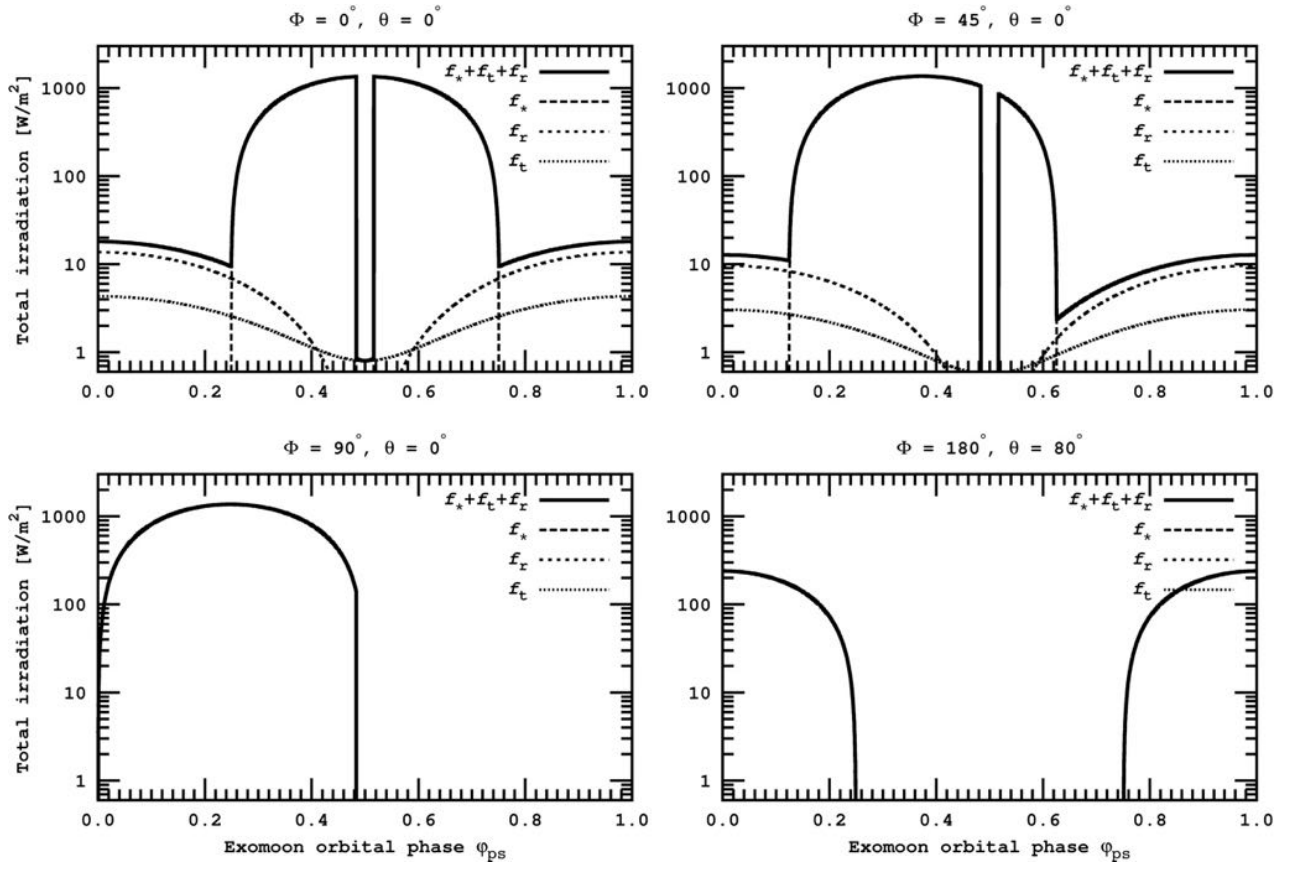 Φ = 0°, θ = 0°
Total irradiation [W/m²]
1000
100
10
1
f*+ft+fr
f*
fr
ft
0.0 0.2 0.4 0.6 0.8 1.0
Φ = 45°, θ = 0°
1000
100
10
1
f*+ft+fr
f*
fr
ft
0.0 0.2 0.4 0.6 0.8 1.0
Φ = 90°, θ = 0°
Total irradiation [W/m²]
1000
100
10
1
f*+ft+fr
f*
fr
ft
0.0 0.2 0.4 0.6 0.8 1.0
Exomoon orbital phase φps
Φ = 180°, θ = 80°
1000
100
10
1
f*+ft+fr
f*
fr
ft
0.0 0.2 0.4 0.6 0.8 1.0
Exomoon orbital phase φps